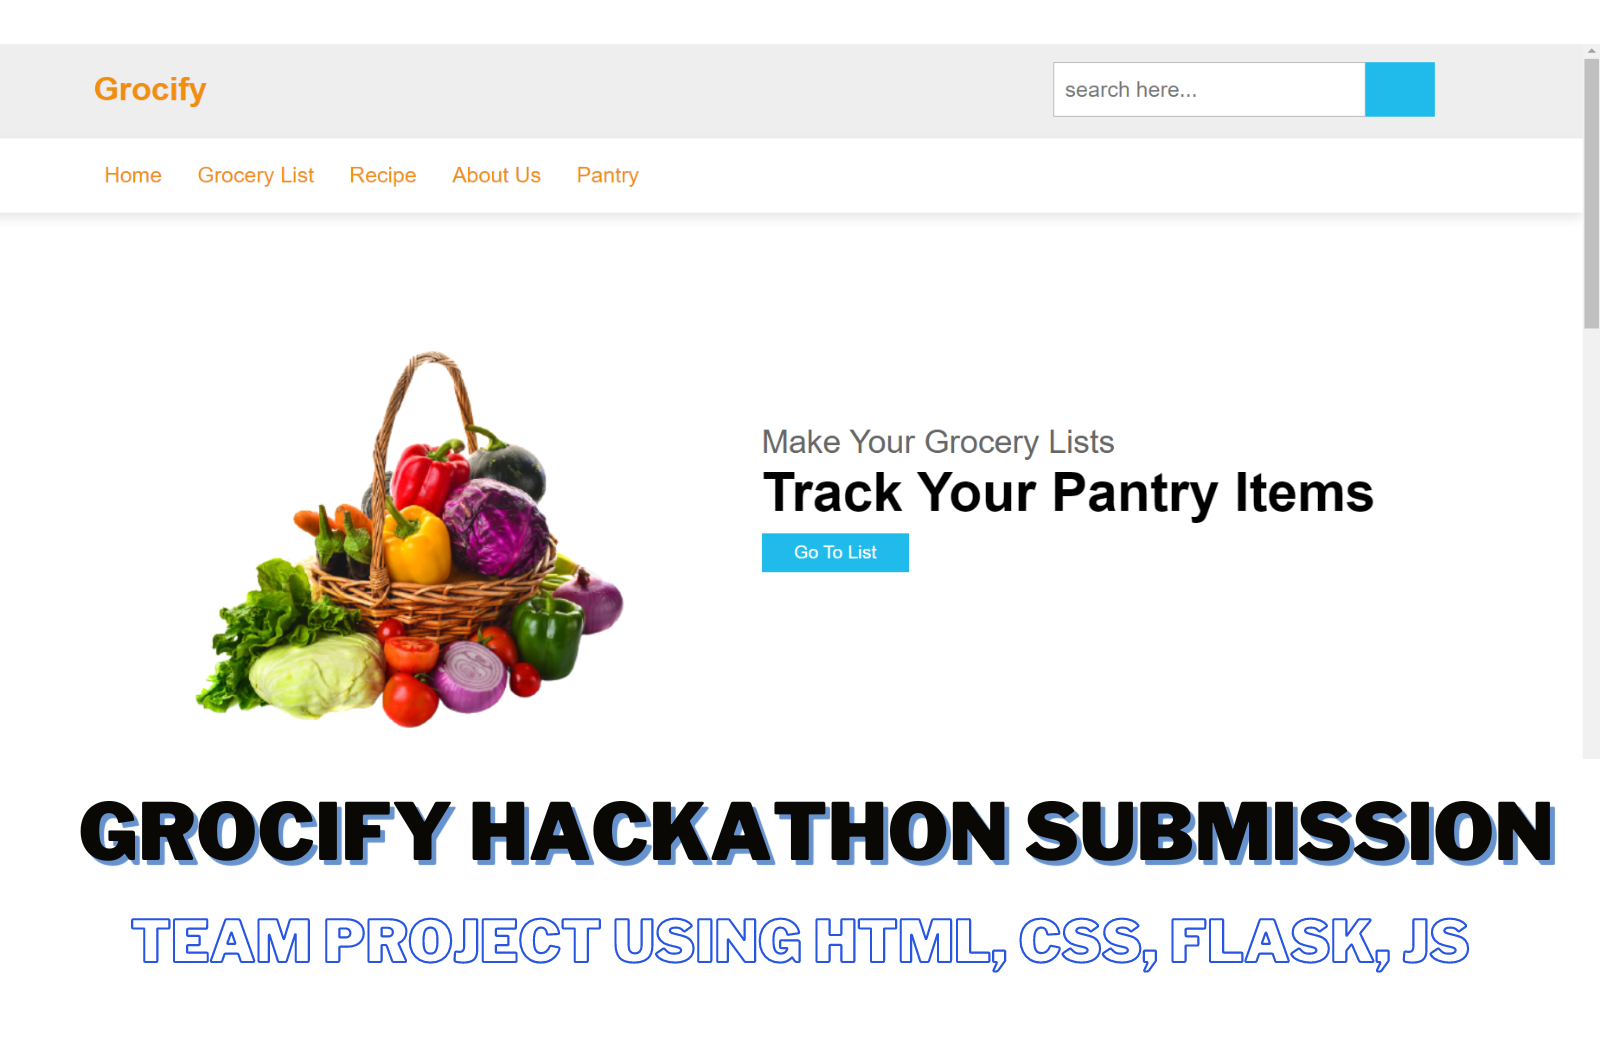 Grocify
search here...
Home Grocery List Recipe About Us Pantry
Make Your Grocery Lists
Track Your Pantry Items
Go To List
GROCIFY HACKATHON SUBMISSION
TEAM PROJECT USING HTML, CSS, FLASK, JS